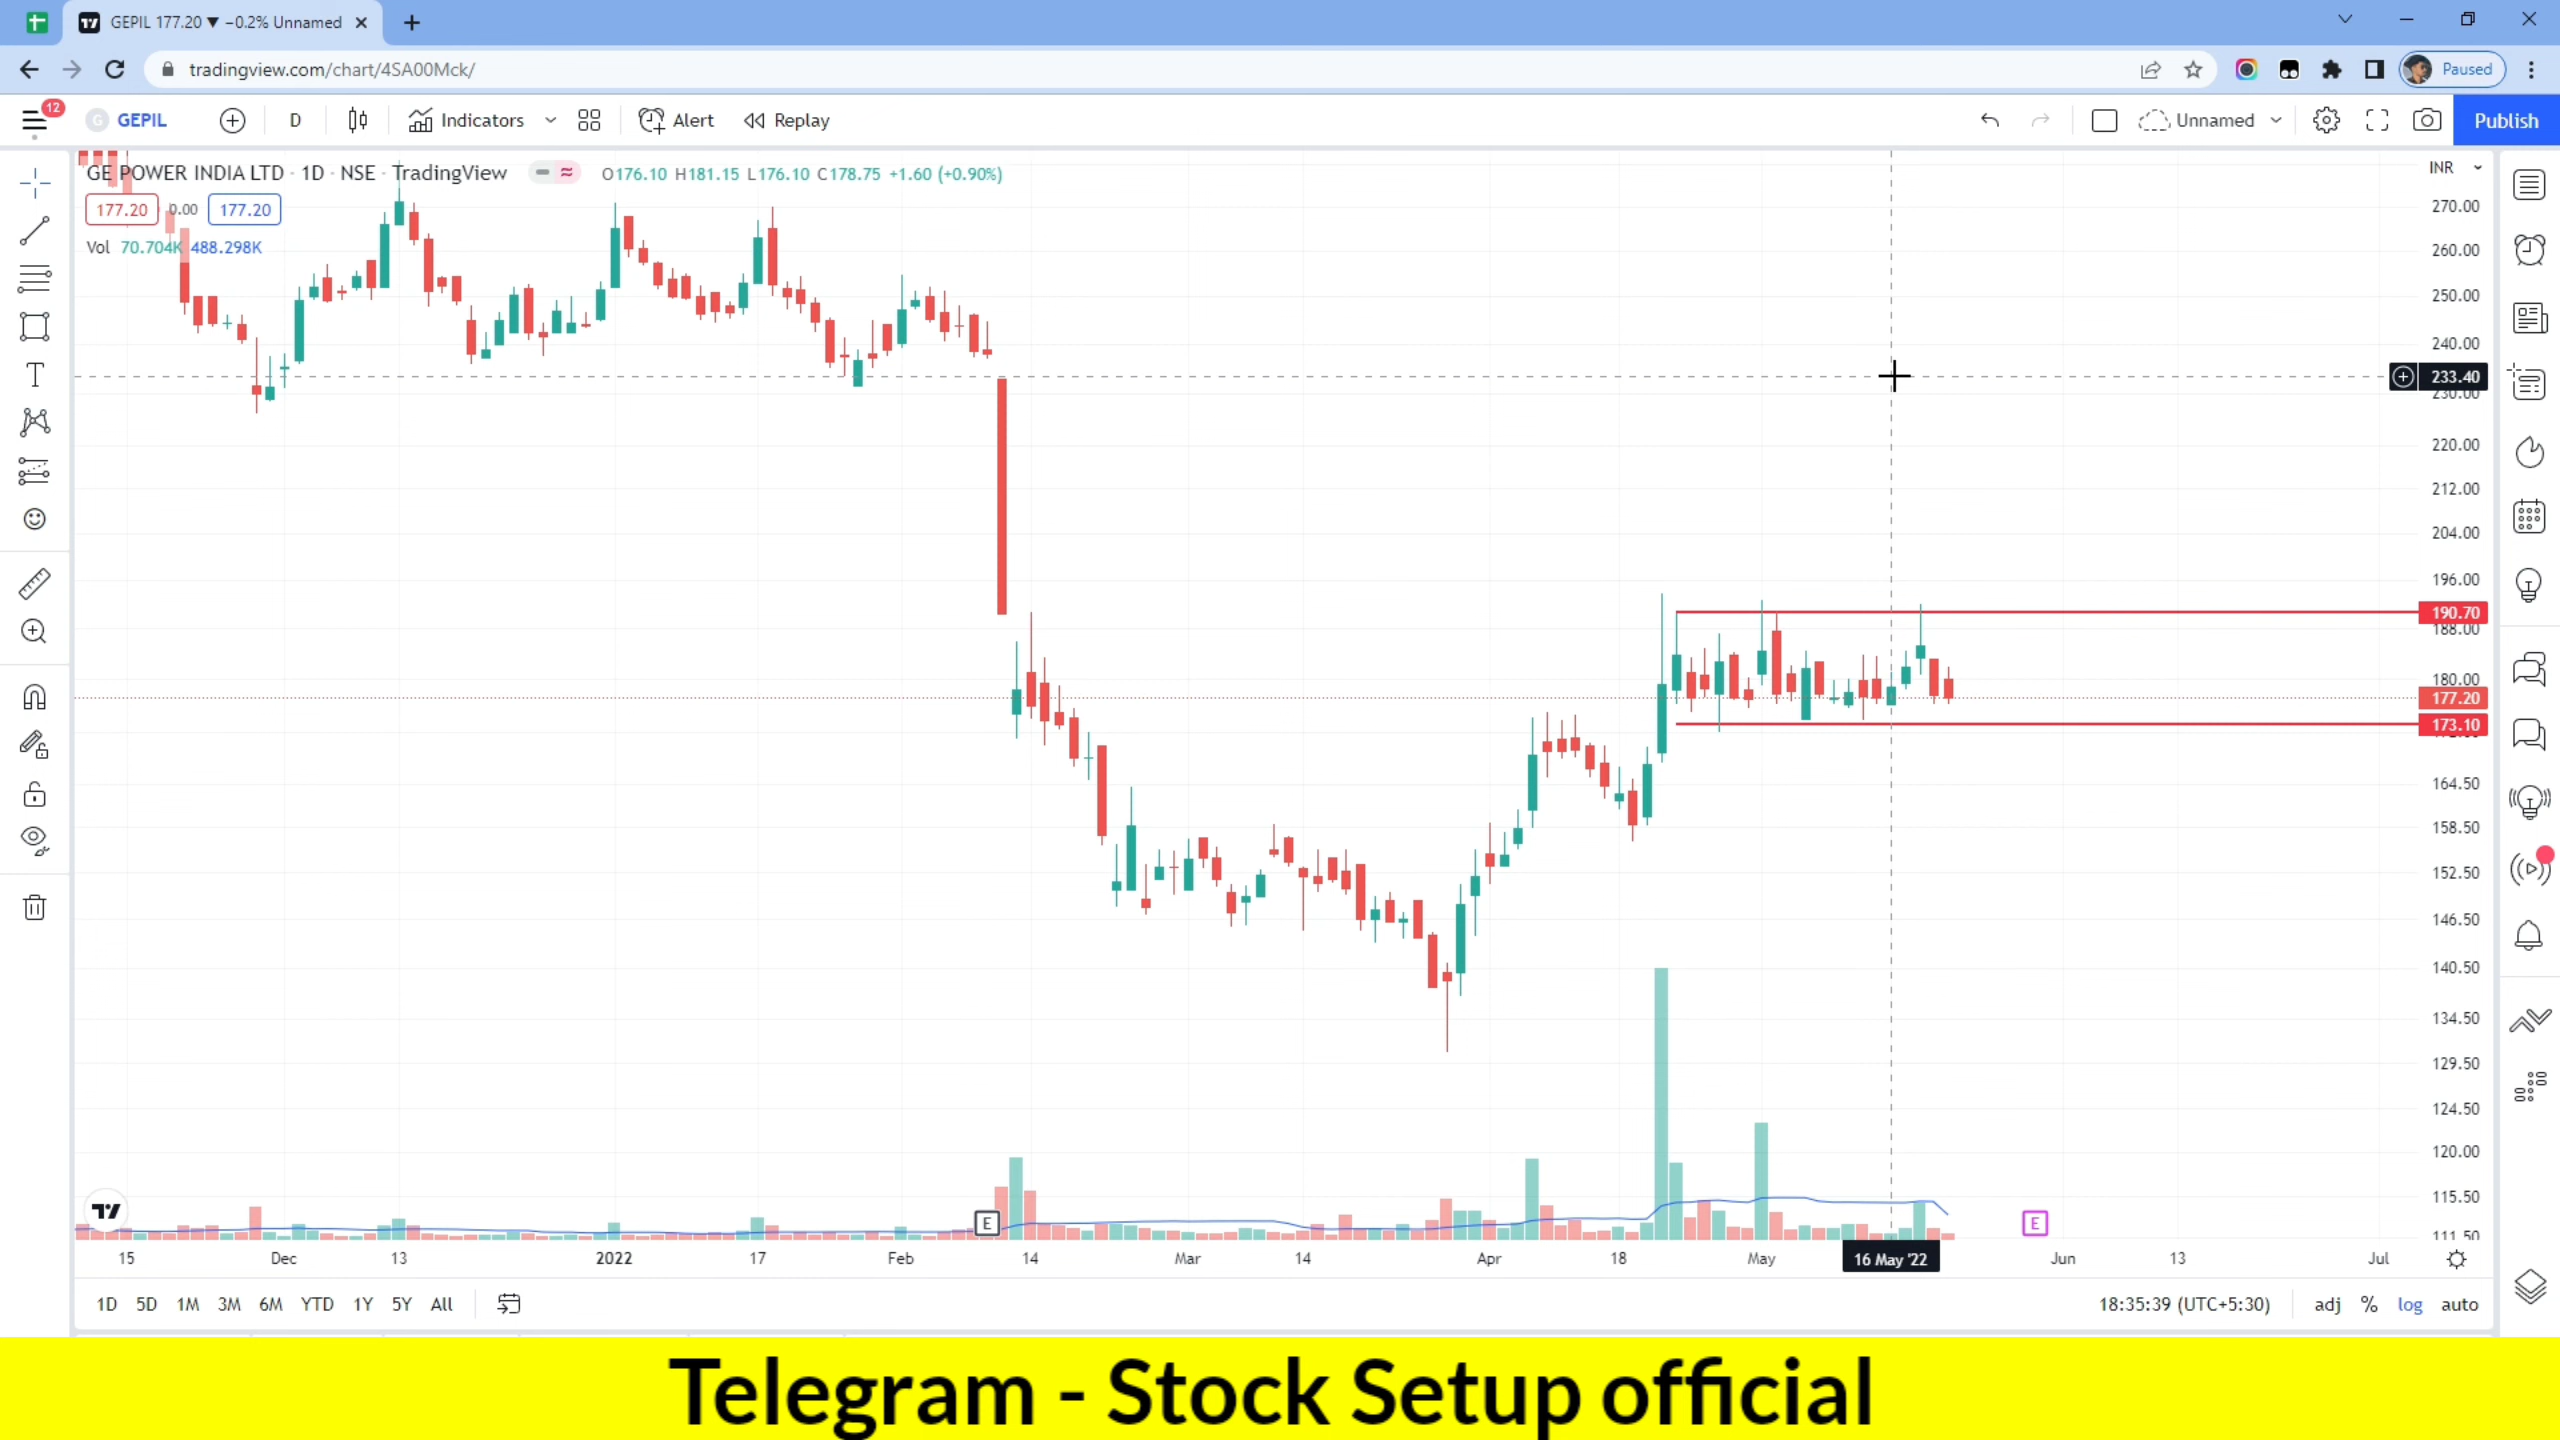 GEPIL 177.20 ▼ −0.2% Unnamed
tradingview.com/chart/4SA00Mck/
Paused
12
GEPIL
D
Indicators
Alert
Replay
Unnamed
Publish
GE POWER INDIA LTD · 1D · NSE · TradingView
O176.10 H181.15 L176.10 C178.75 +1.60 (+0.90%)
INR
177.20 0.00 177.20
Vol 70.704K 488.298K
270.00
260.00
250.00
240.00
233.40
230.00
220.00
212.00
204.00
196.00
190.70
188.00
180.00
177.20
173.10
164.50
158.50
152.50
146.50
140.50
134.50
129.50
124.50
120.00
115.50
111.50
E
E
15 Dec 13 2022 17 Feb 14 Mar 14 Apr 18 May 16 May '22 Jun 13 Jul
1D 5D 1M 3M 6M YTD 1Y 5Y All
18:35:39 (UTC+5:30) adj % log auto
Telegram - Stock Setup official